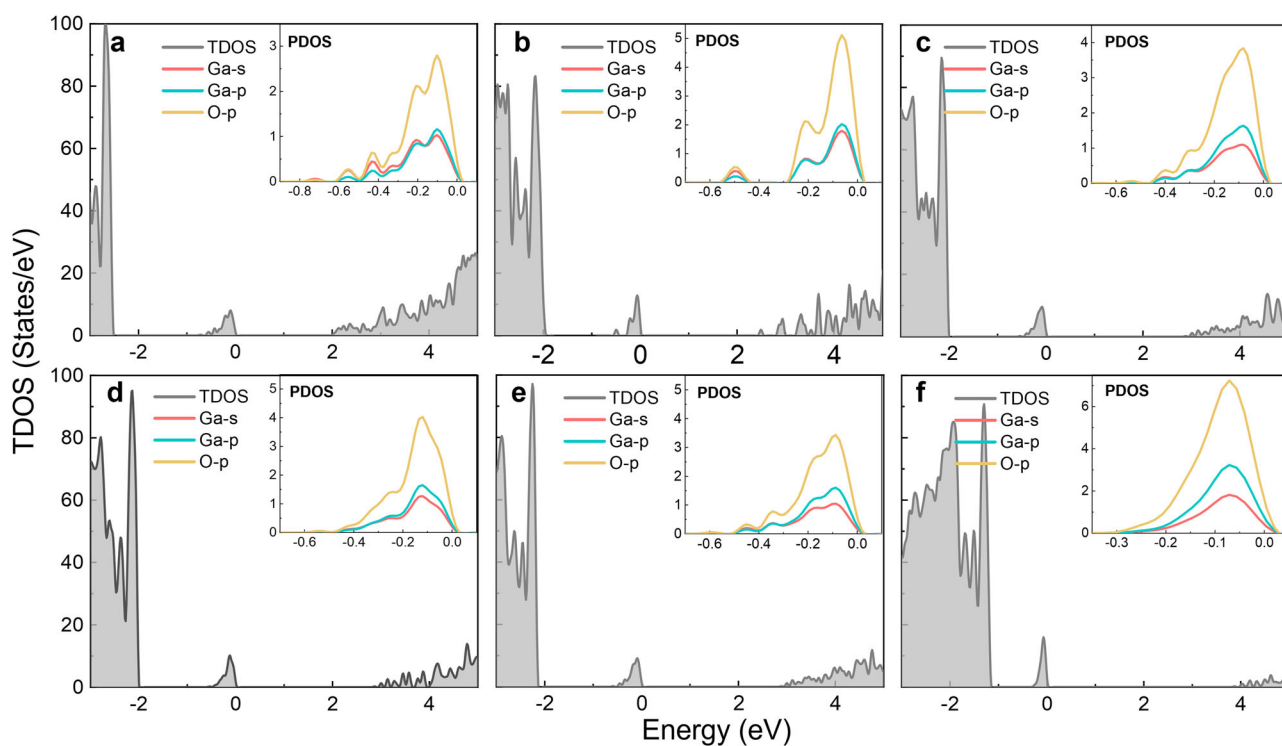 TDOS (States/eV)
Energy (eV)
a
TDOS
Ga-s
Ga-p
O-p
PDOS
3
2
1
0
-0.8 -0.6 -0.4 -0.2 0.0
100
80
60
40
20
0
-2 0 2 4
b
TDOS
Ga-s
Ga-p
O-p
PDOS
5
4
3
2
1
0
-0.6 -0.4 -0.2 0.0
-2 0 2 4
c
TDOS
Ga-s
Ga-p
O-p
PDOS
4
3
2
1
0
-0.6 -0.4 -0.2 0.0
-2 0 2 4
d
TDOS
Ga-s
Ga-p
O-p
PDOS
5
4
3
2
1
0
-0.6 -0.4 -0.2 0.0
100
80
60
40
20
0
-2 0 2 4
e
TDOS
Ga-s
Ga-p
O-p
PDOS
5
4
3
2
1
0
-0.6 -0.4 -0.2 0.0
-2 0 2 4
f
TDOS
Ga-s
Ga-p
O-p
PDOS
6
4
2
0
-0.3 -0.2 -0.1 0.0
-2 0 2 4